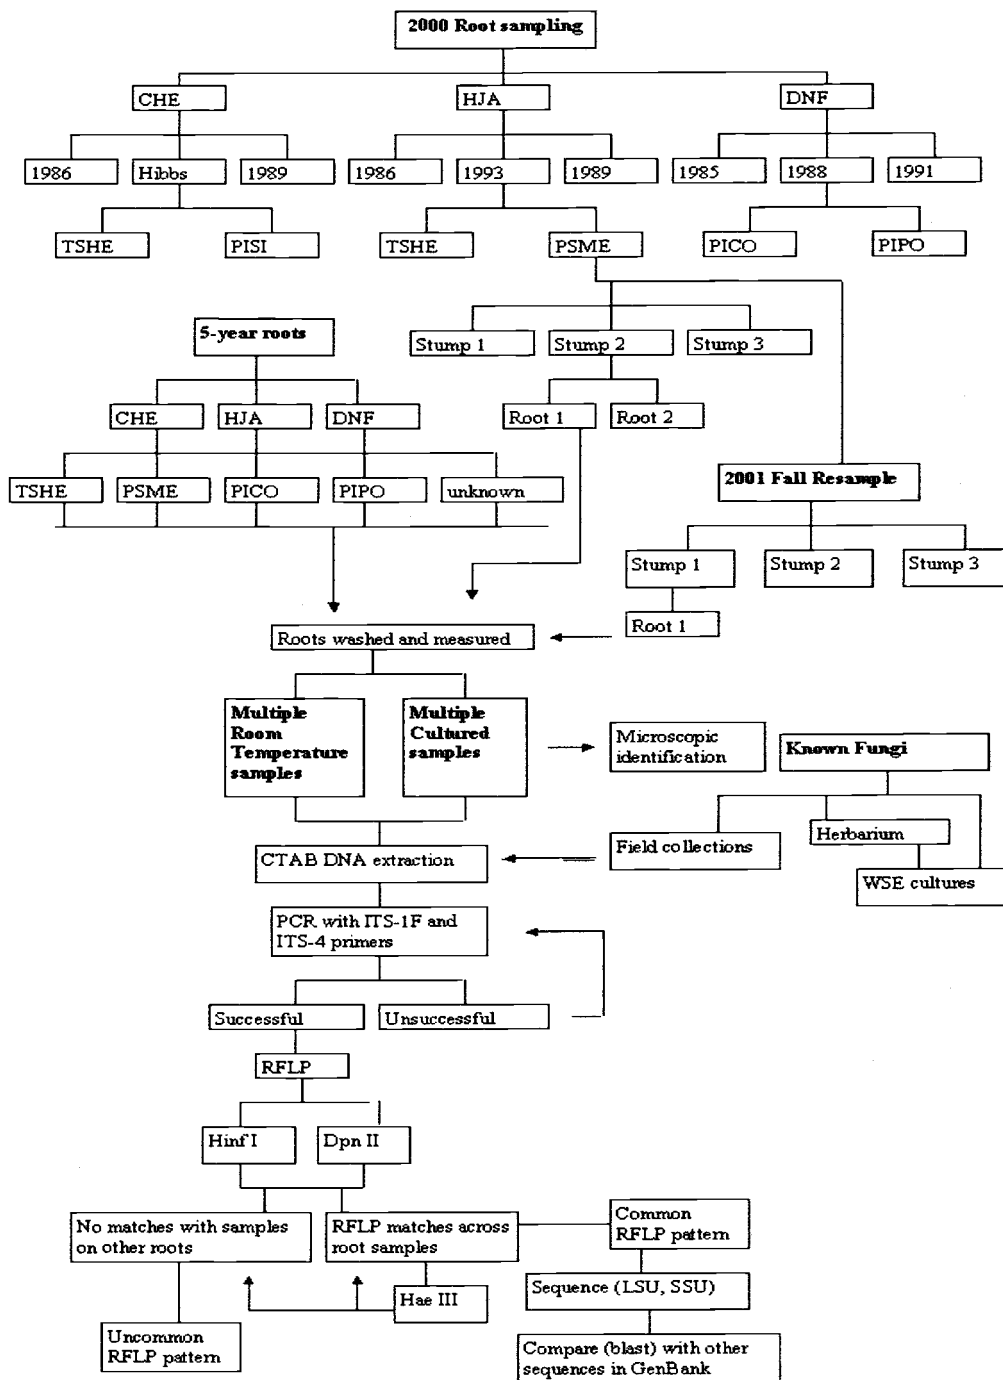 2000 Root sampling
CHE
HJA
DNF
1986
Hibbs
1989
1986
1993
1989
1985
1988
1991
TSHE
PISI
TSHE
PSME
PICO
PIPO
5-year roots
Stump 1
Stump 2
Stump 3
CHE
HJA
DNF
Root 1
Root 2
TSHE
PSME
PICO
PIPO
unknown
2001 Fall Resample
Stump 1
Stump 2
Stump 3
Root 1
Roots washed and measured
Multiple
Room
Temperature
samples
Multiple
Cultured
samples
Microscopic
identification
Known Fungi
Field collections
Herbarium
WSE cultures
CTAB DNA extraction
PCR with ITS-1F and
ITS-4 primers
Successful
Unsuccessful
RFLP
Hinf I
Dpn II
No matches with samples
on other roots
RFLP matches across
root samples
Common
RFLP pattern
Hae III
Sequence (LSU, SSU)
Uncommon
RFLP pattern
Compare (blast) with other
sequences in GenBank